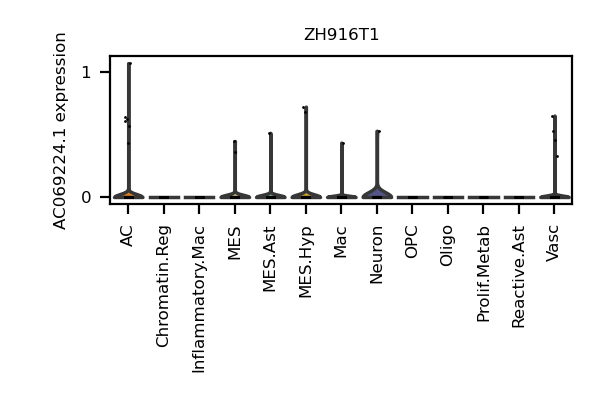 ZH916T1
AC069224.1 expression
1
0
AC
Chromatin.Reg
Inflammatory.Mac
MES
MES.Ast
MES.Hyp
Mac
Neuron
OPC
Oligo
Prolif.Metab
Reactive.Ast
Vasc